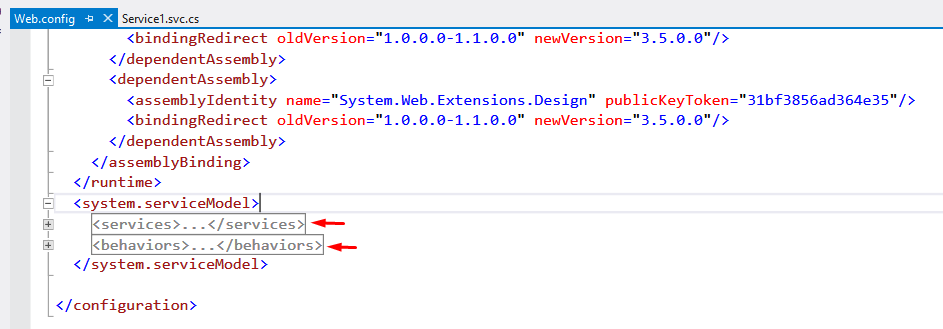 Web.config Service1.svc.cs
<bindingRedirect oldVersion="1.0.0.0-1.1.0.0" newVersion="3.5.0.0"/>
</dependentAssembly>
<dependentAssembly>
<assemblyIdentity name="System.Web.Extensions.Design" publicKeyToken="31bf3856ad364e35"/>
<bindingRedirect oldVersion="1.0.0.0-1.1.0.0" newVersion="3.5.0.0"/>
</dependentAssembly>
</assemblyBinding>
</runtime>
<system.serviceModel>
<services>...</services>
<behaviors>...</behaviors>
</system.serviceModel>
</configuration>